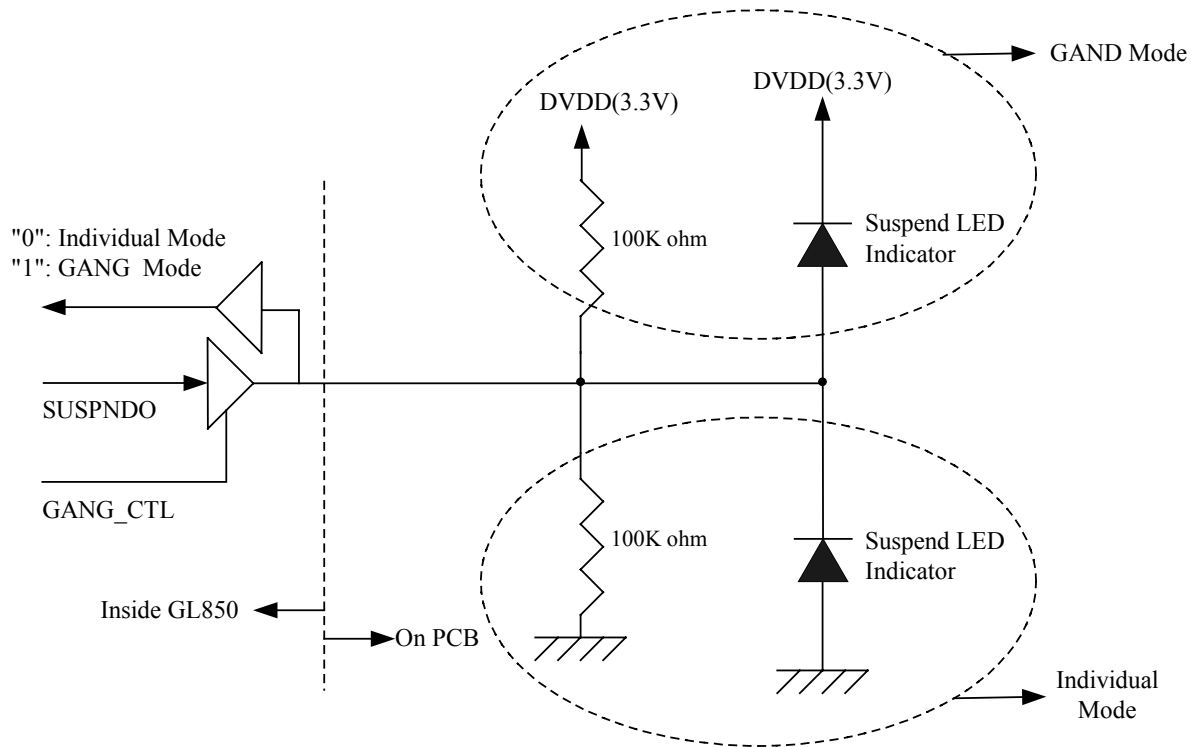 GAND Mode
DVDD(3.3V)
DVDD(3.3V)
"0": Individual Mode
"1": GANG Mode
100K ohm
Suspend LED
Indicator
SUSPNDO
GANG_CTL
100K ohm
Suspend LED
Indicator
Inside GL850
On PCB
Individual
Mode